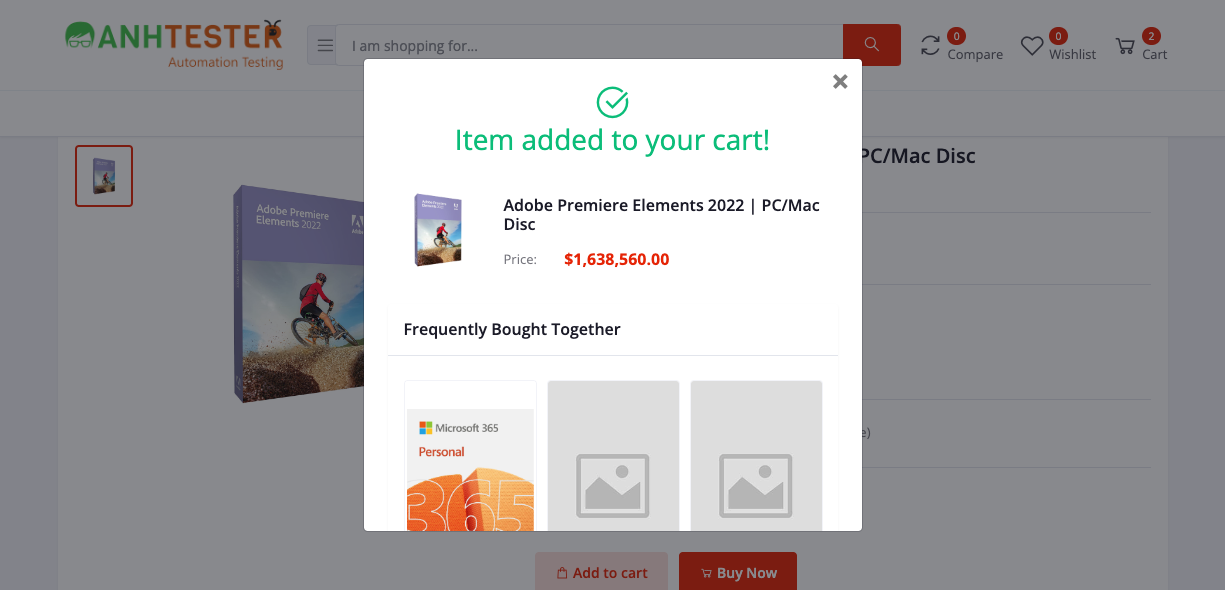 ANHTESTER
Automation Testing
I am shopping for...
0
Compare
0
Wishlist
2
Cart
Item added to your cart!
PC/Mac Disc
Adobe Premiere
Elements 2022
Adobe Premiere Elements 2022 | PC/Mac
Disc
Price: $1,638,560.00
Frequently Bought Together
Microsoft 365
Personal
365
e)
Add to cart
Buy Now